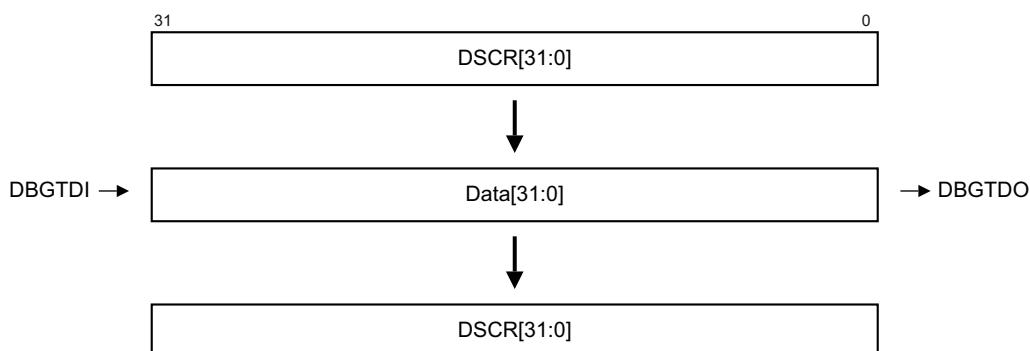 31 0
DSCR[31:0]
DBGTDI Data[31:0] DBGTDO
DSCR[31:0]